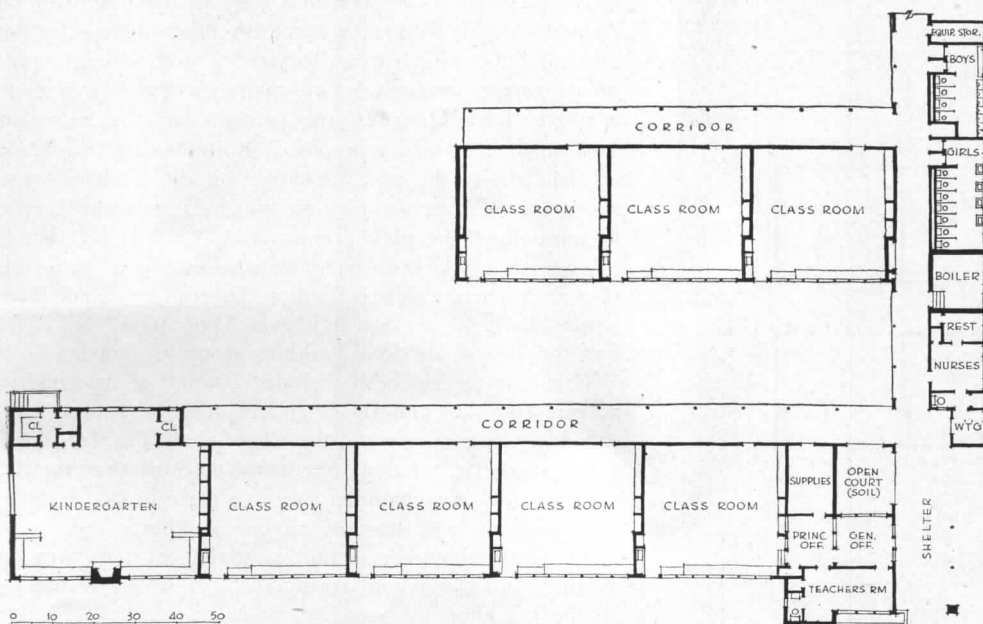 EQUIP. STOR.
BOYS
CORRIDOR
GIRLS
CLASS ROOM
CLASS ROOM
CLASS ROOM
BOILER
REST
NURSES
CL
CL
CORRIDOR
WTG
KINDERGARTEN
CLASS ROOM
CLASS ROOM
CLASS ROOM
CLASS ROOM
SUPPLIES
OPEN
COURT
(SOIL)
SHELTER
PRINC
OFF.
GEN.
OFF.
TEACHERS RM
0 10 20 30 40 50